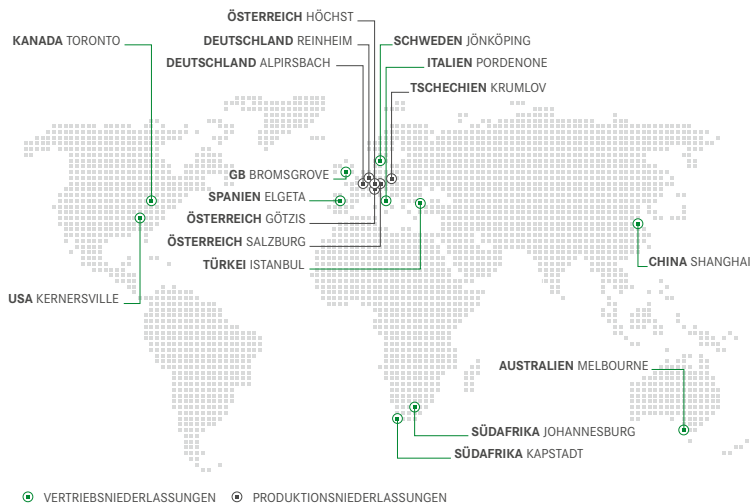 ÖSTERREICH HÖCHST
KANADA TORONTO
DEUTSCHLAND REINHEIM
SCHWEDEN JÖNKÖPING
DEUTSCHLAND ALPIRSBACH
ITALIEN PORDENONE
TSCHECHIEN KRUMLOV
GB BROMSGROVE
SPANIEN ELGETA
ÖSTERREICH GÖTZIS
ÖSTERREICH SALZBURG
TÜRKEI ISTANBUL
CHINA SHANGHAI
USA KERNERSVILLE
AUSTRALIEN MELBOURNE
SÜDAFRIKA JOHANNESBURG
SÜDAFRIKA KAPSTADT
VERTRIEBSNIEDERLASSUNGEN
PRODUKTIONSNIEDERLASSUNGEN